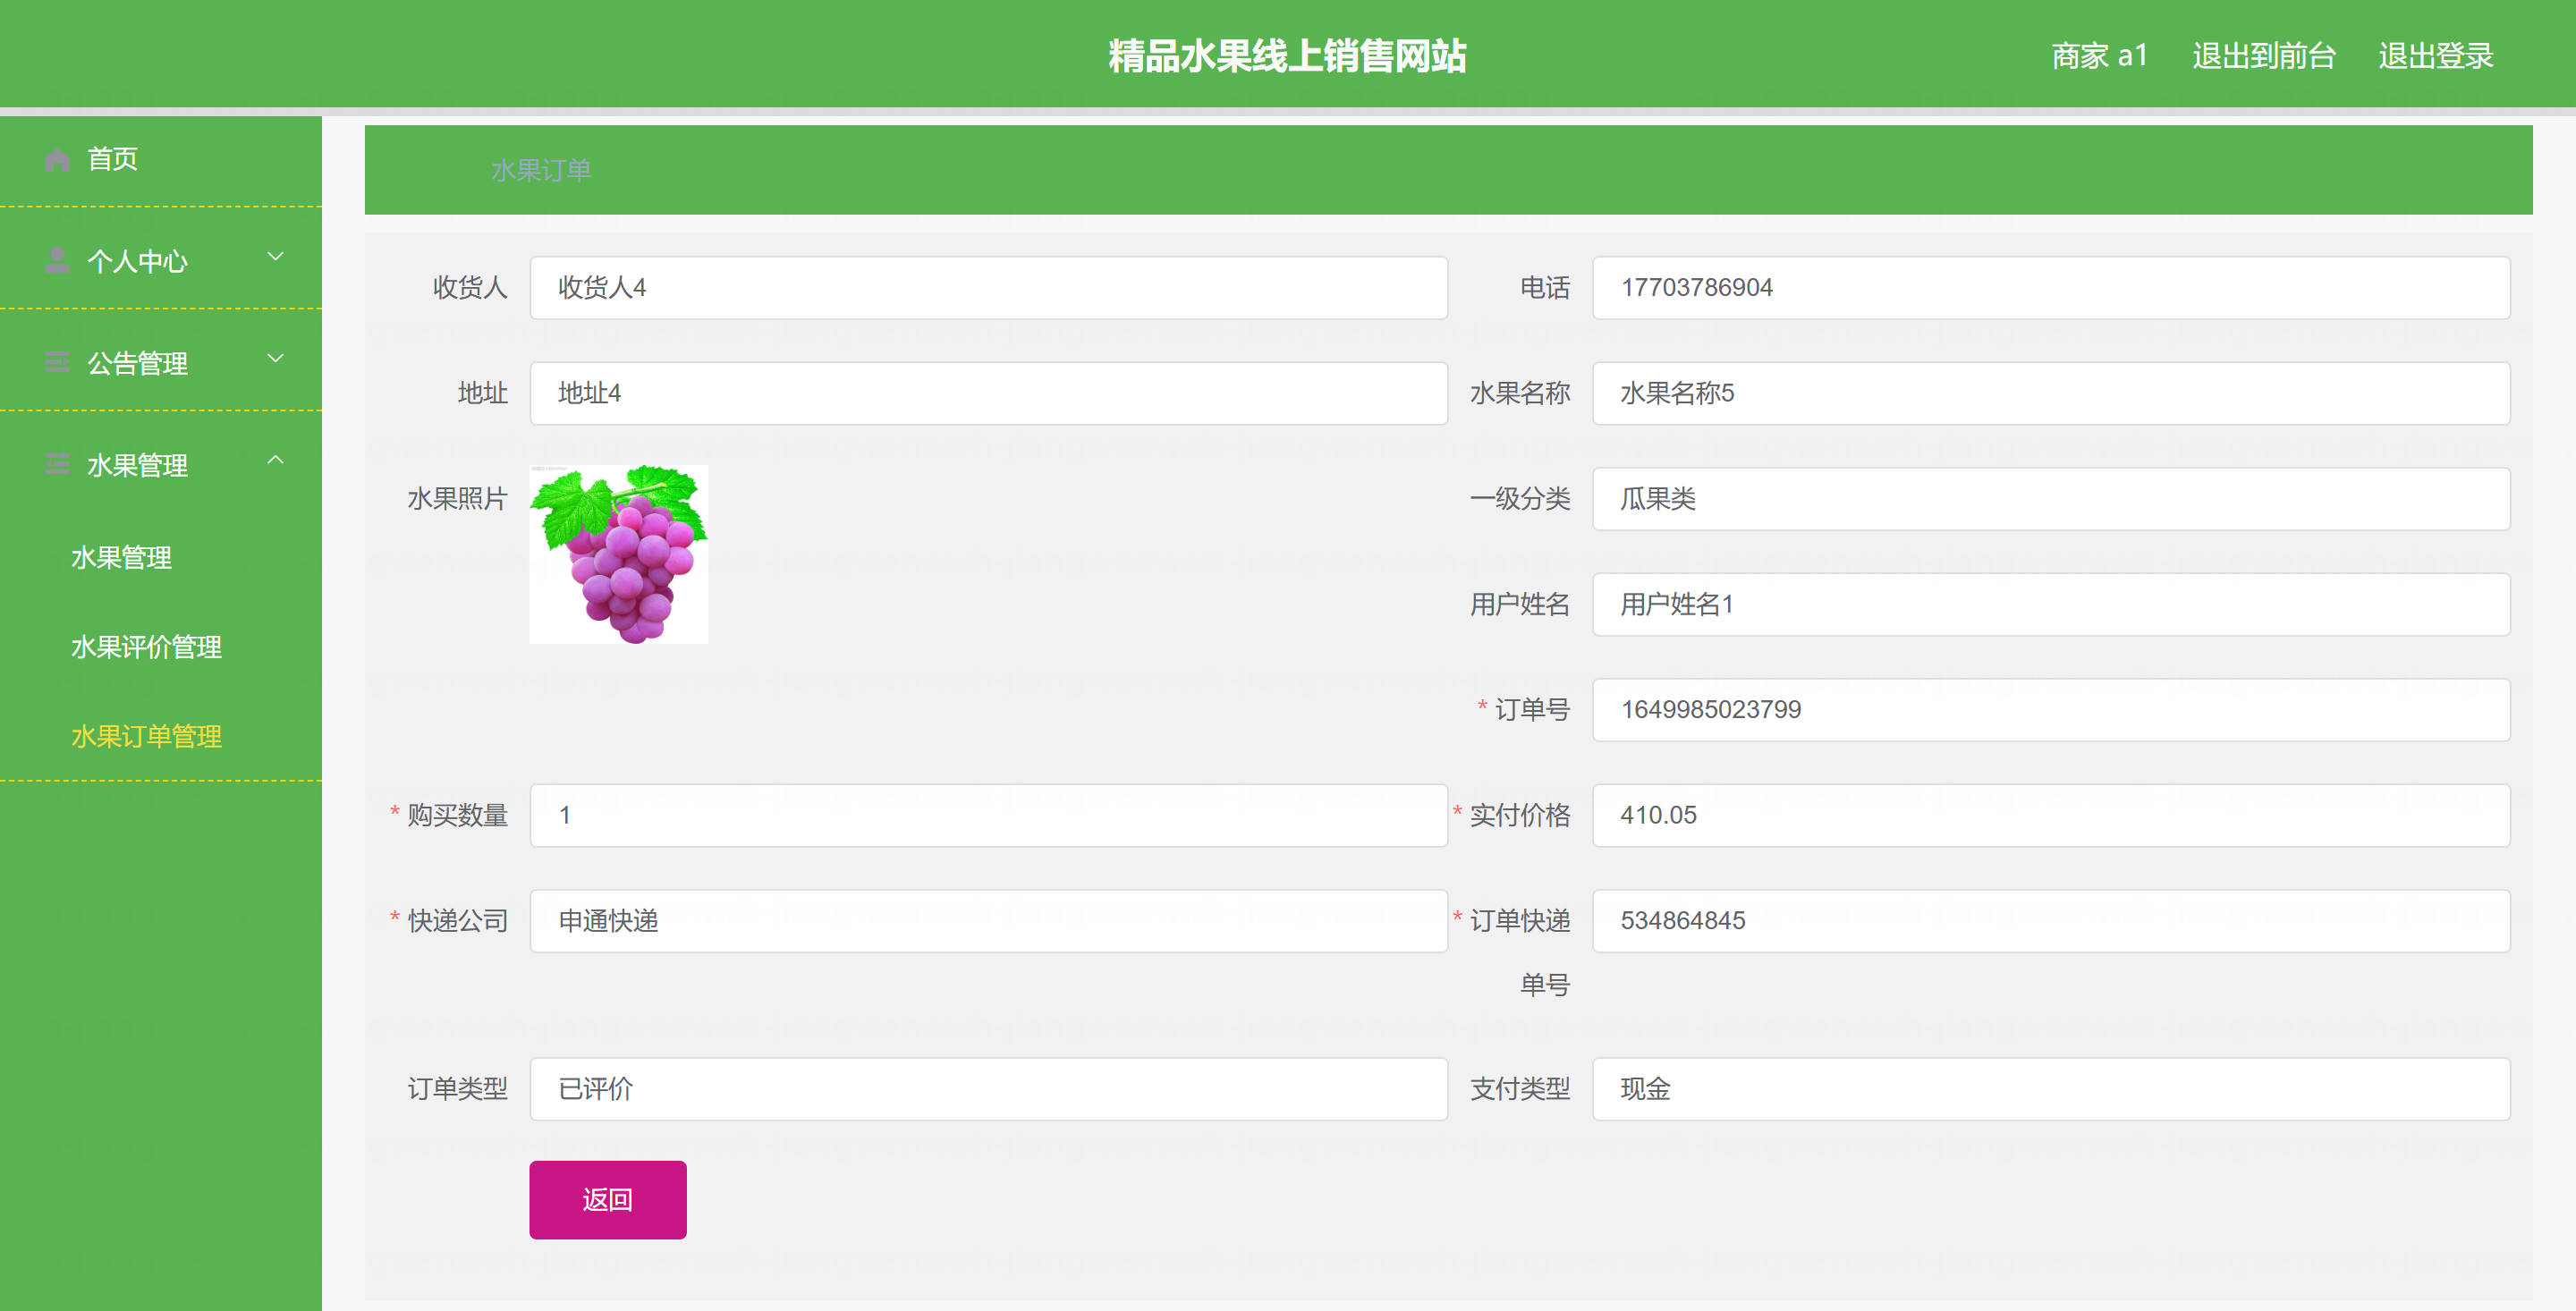 精品水果线上销售网站
商家 a1 退出到前台 退出登录
首页
个人中心
公告管理
水果管理
水果管理
水果评价管理
水果订单管理
水果订单
收货人 收货人4 电话 17703786904
地址 地址4 水果名称 水果名称5
水果照片 一级分类 瓜果类
用户姓名 用户姓名1
* 订单号 1649985023799
* 购买数量 1 * 实付价格 410.05
* 快递公司 申通快递 * 订单快递 534864845
单号
订单类型 已评价 支付类型 现金
返回